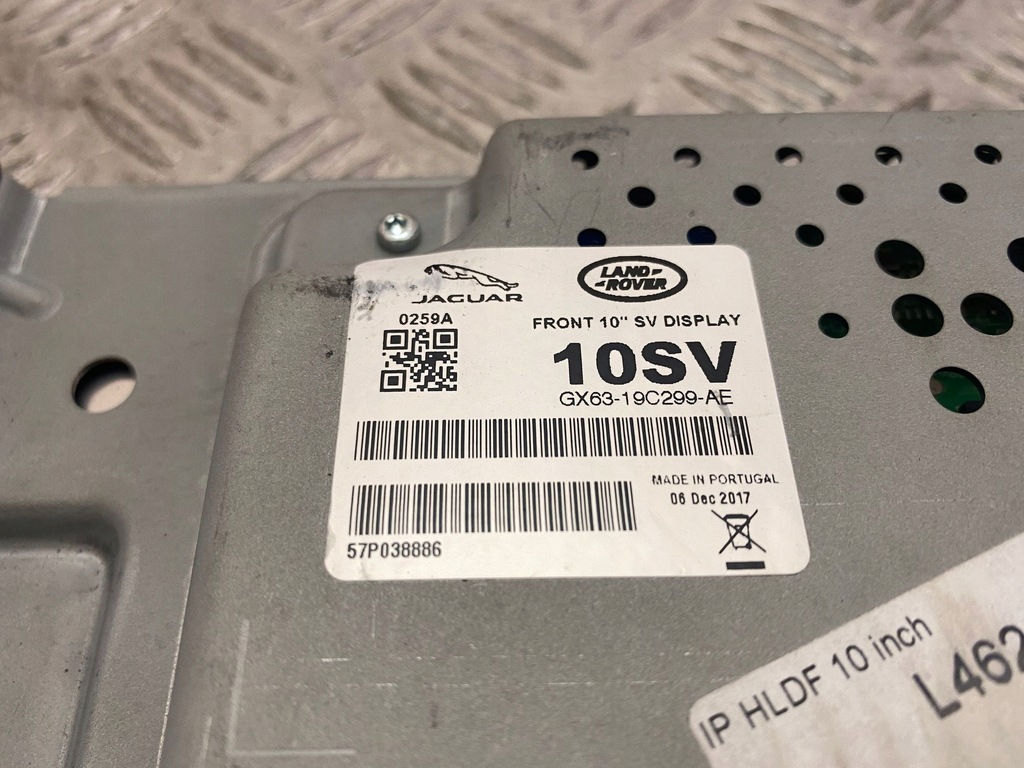 JAGUAR
LAND ROVER
0259A
FRONT 10" SV DISPLAY
10SV
GX63-19C299-AE
MADE IN PORTUGAL
06 Dec 2017
57P038886
IP HLDF 10 inch
L462